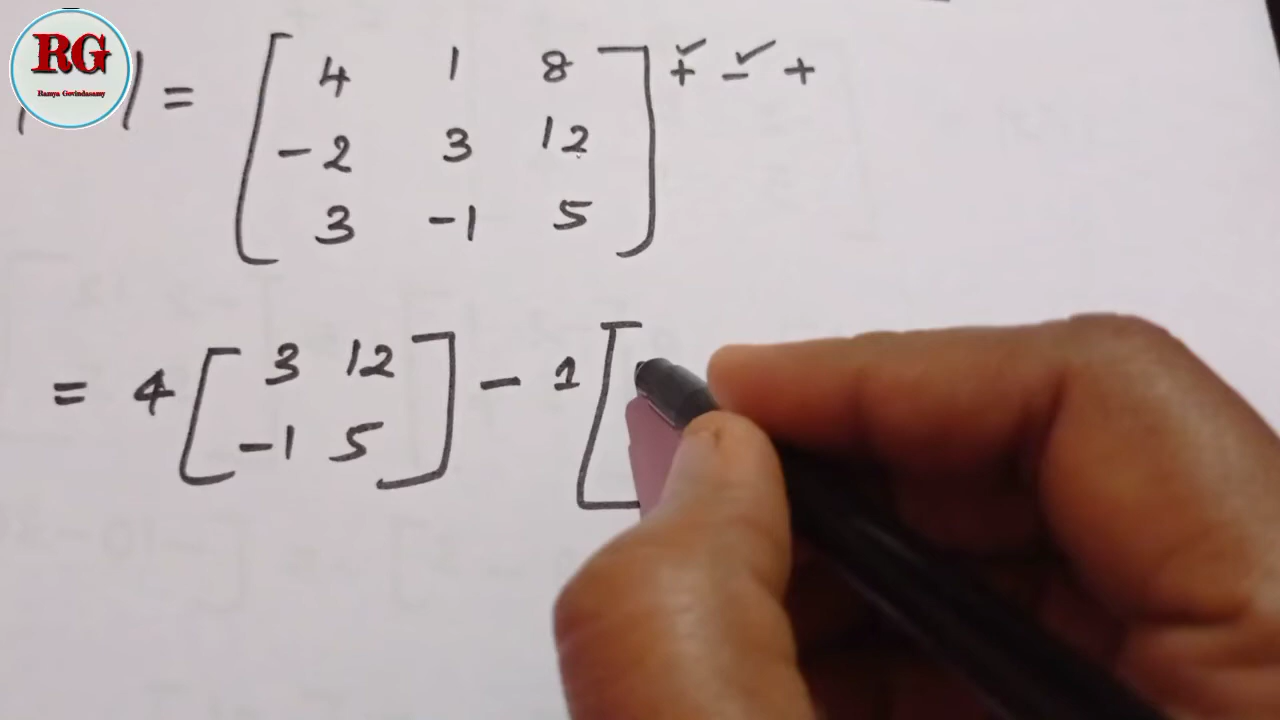 RG
Ramya Govindasamy
| = [ 4 1 8 ] + - +
-2 3 12
3 -1 5
= 4 [ 3 12 ] - 1 [
-1 5